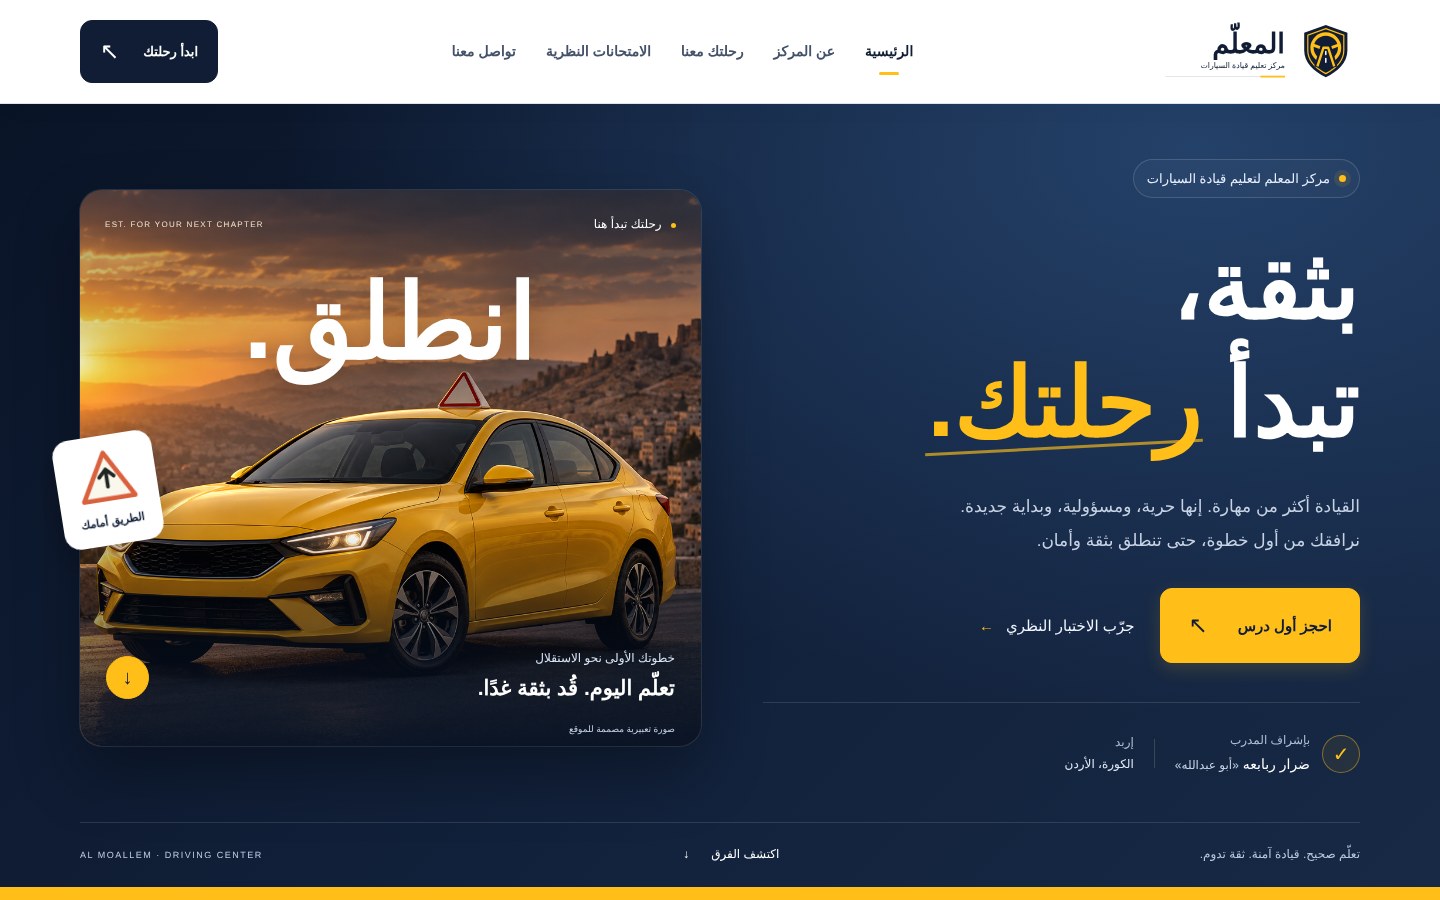 المعلّم
مركز تعليم قيادة السيارات
الرئيسية
عن المركز
رحلتك معنا
الامتحانات النظرية
تواصل معنا
ابدأ رحلتك ↖
مركز المعلم لتعليم قيادة السيارات
بثقة،
تبدأ رحلتك.
القيادة أكثر من مهارة. إنها حرية، ومسؤولية، وبداية جديدة.
نرافقك من أول خطوة، حتى تنطلق بثقة وأمان.
احجز أول درس ↖
جرّب الاختبار النظري ←
✓
بإشراف المدرب
ضرار ربابعه «أبو عبدالله»
إربد
الكورة، الأردن
رحلتك تبدأ هنا
EST. FOR YOUR NEXT CHAPTER
انطلق.
الطريق أمامك
خطوتك الأولى نحو الاستقلال
تعلّم اليوم. قُد بثقة غدًا.
↓
صورة تعبيرية مصممة للموقع
تعلّم صحيح. قيادة آمنة. ثقة تدوم.
اكتشف الفرق ↓
AL MOALLEM · DRIVING CENTER